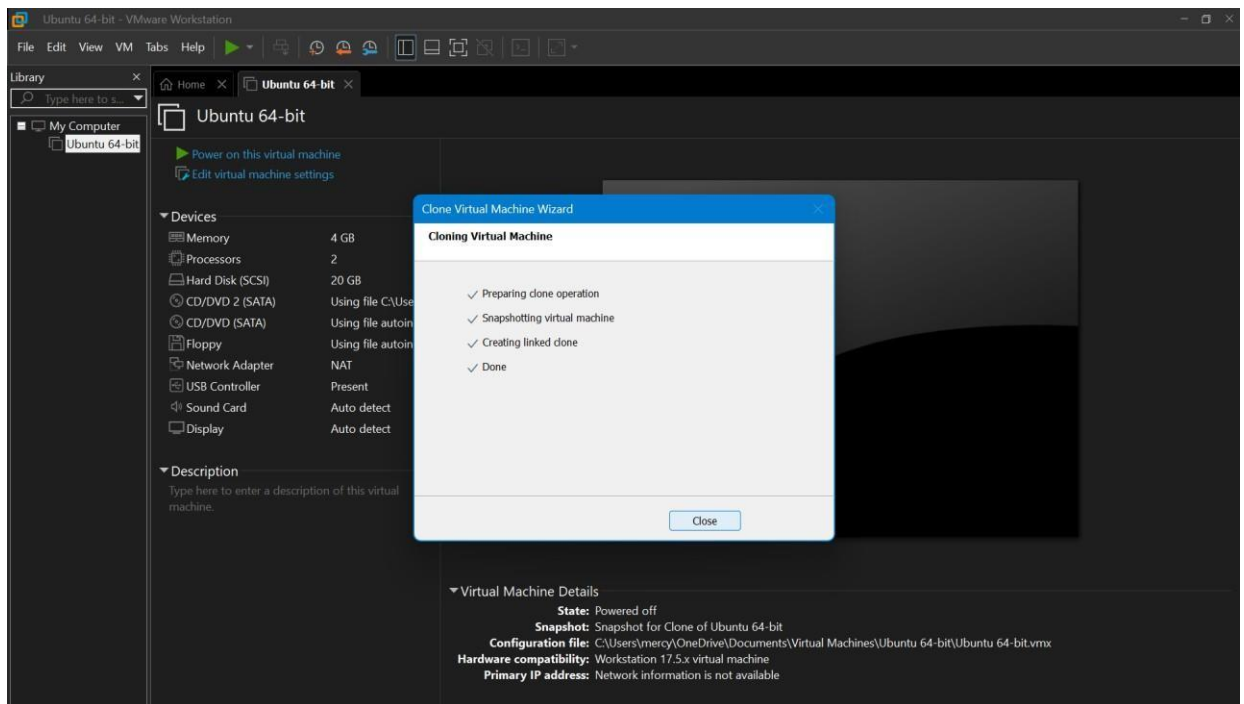 Ubuntu 64-bit - VMware Workstation
File Edit View VM Tabs Help
Library
Type here to s...
My Computer
Ubuntu 64-bit
Home
Ubuntu 64-bit
Ubuntu 64-bit
Power on this virtual machine
Edit virtual machine settings
Devices
Memory 4 GB
Processors 2
Hard Disk (SCSI) 20 GB
CD/DVD 2 (SATA) Using file C:\Use
CD/DVD (SATA) Using file autoin
Floppy Using file autoin
Network Adapter NAT
USB Controller Present
Sound Card Auto detect
Display Auto detect
Description
Type here to enter a description of this virtual
machine.
Clone Virtual Machine Wizard
Cloning Virtual Machine
Preparing clone operation
Snapshotting virtual machine
Creating linked clone
Done
Close
Virtual Machine Details
State: Powered off
Snapshot: Snapshot for Clone of Ubuntu 64-bit
Configuration file: C:\Users\mercy\OneDrive\Documents\Virtual Machines\Ubuntu 64-bit\Ubuntu 64-bit.vmx
Hardware compatibility: Workstation 17.5.x virtual machine
Primary IP address: Network information is not available